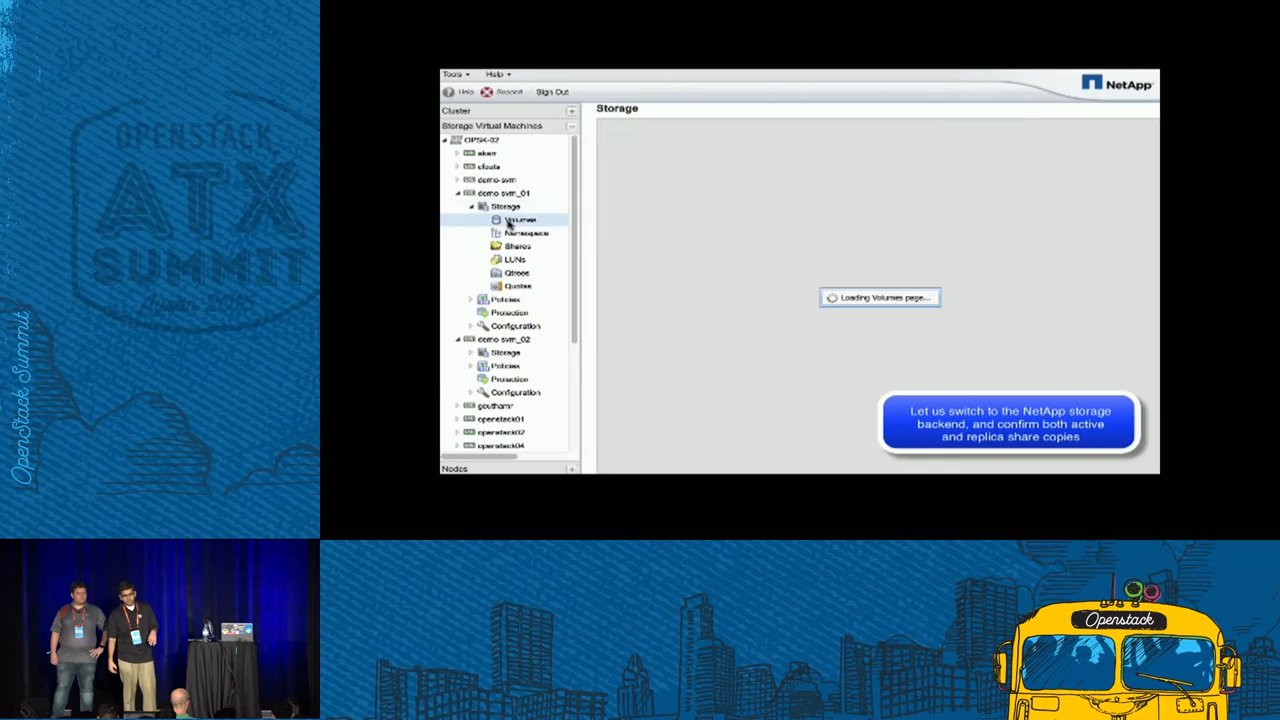 OPENSTACK
ATX
SUMMIT
OpenStack Summit
Tools
Help
NetApp
Help
Support
Sign Out
Cluster
Storage
Storage Virtual Machines
OPSK-02
akerr
cfouts
demo-svm
demo svm_01
Storage
Volumes
Namespace
Shares
LUNs
Qtrees
Quotas
Policies
Protection
Configuration
demo svm_02
Storage
Policies
Protection
Configuration
gouthamr
openstack01
openstack02
openstack04
Nodes
Loading Volumes page...
Let us switch to the NetApp storage
backend, and confirm both active
and replica share copies
Openstack